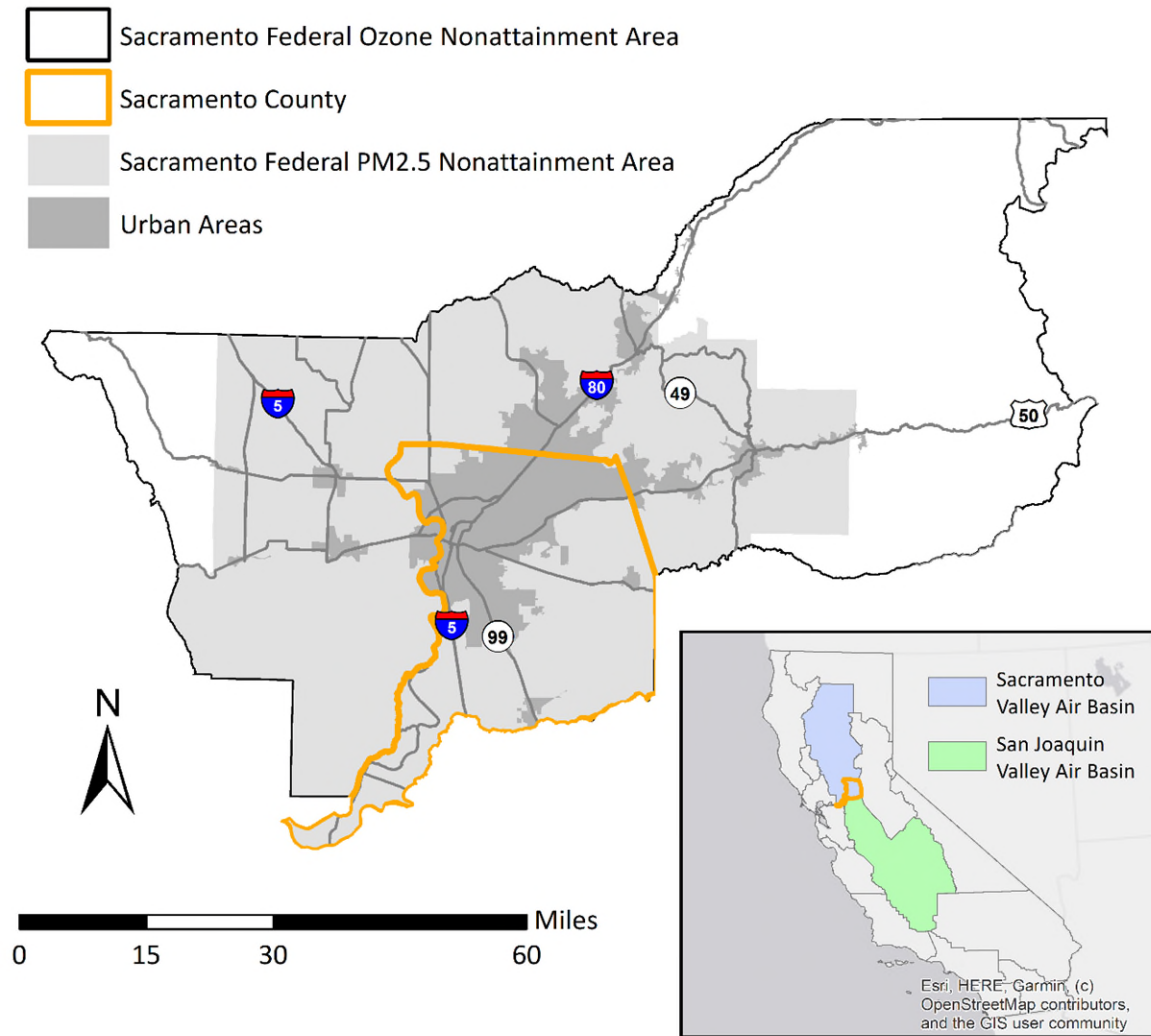 Sacramento Federal Ozone Nonattainment Area
Sacramento County
Sacramento Federal PM2.5 Nonattainment Area
Urban Areas
80
5
49
50
5
99
N
Sacramento
Valley Air Basin
San Joaquin
Valley Air Basin
Miles
0 15 30 60
Esri, HERE, Garmin, (c)
OpenStreetMap contributors,
and the GIS user community